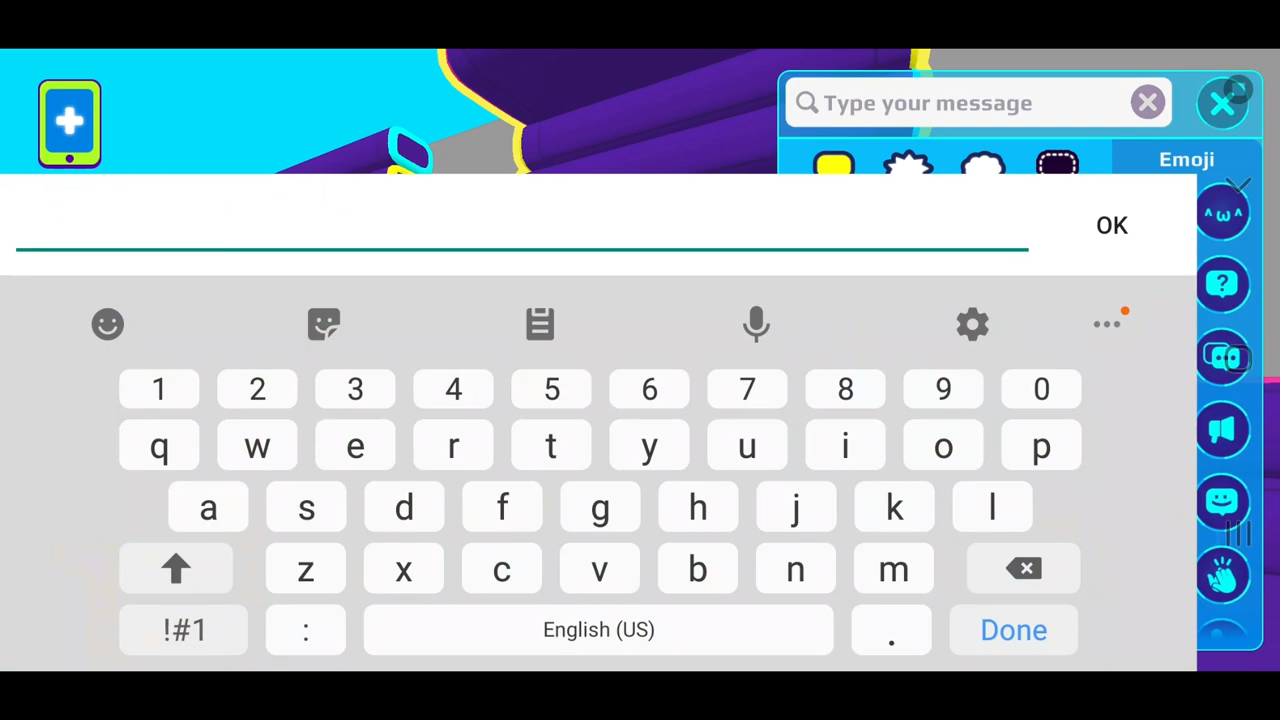 Type your message
Emoji
^ω^
?
OK
1 2 3 4 5 6 7 8 9 0
q w e r t y u i o p
a s d f g h j k l
z x c v b n m
!#1 : English (US) . Done